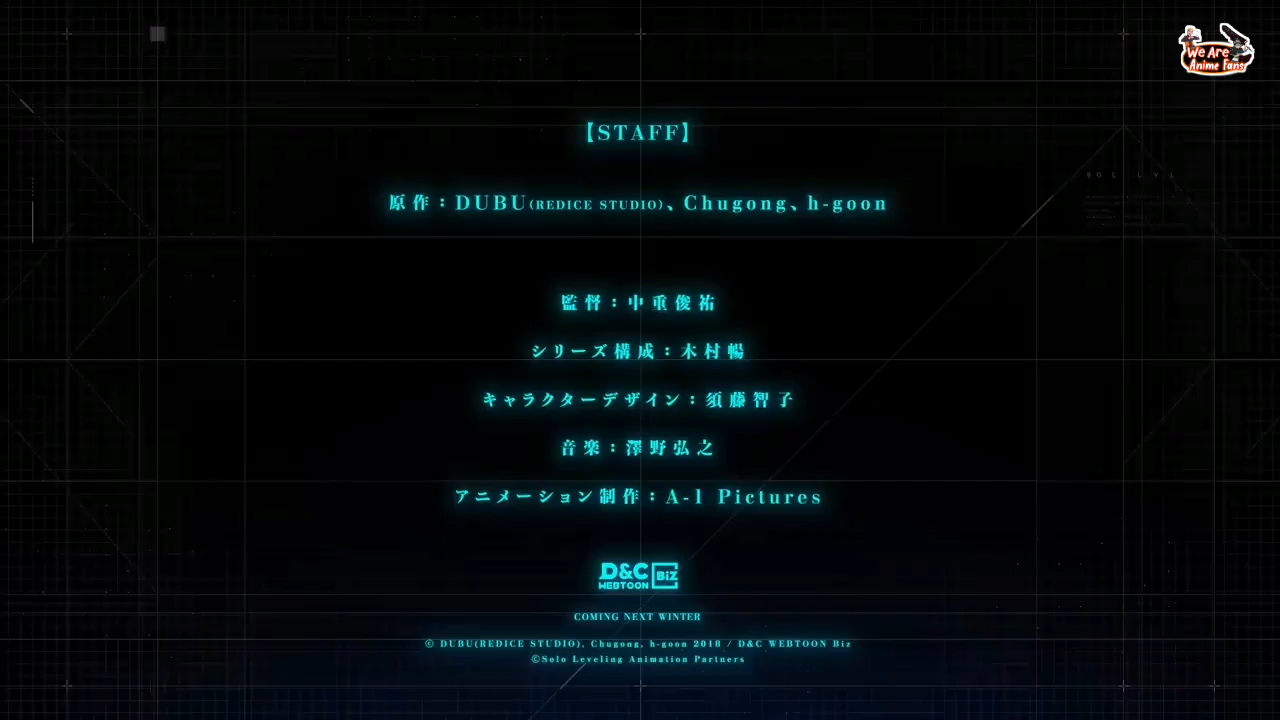 We Are
Anime Fans
【STAFF】
原作：DUBU(REDICE STUDIO)、Chugong、h-goon
監督：中重俊祐
シリーズ構成：木村暢
キャラクターデザイン：須藤智子
音楽：澤野弘之
アニメーション制作：A-1 Pictures
D&C
WEBTOON BiZ
COMING NEXT WINTER
© DUBU(REDICE STUDIO), Chugong, h-goon 2018 / D&C WEBTOON Biz
©Solo Leveling Animation Partners